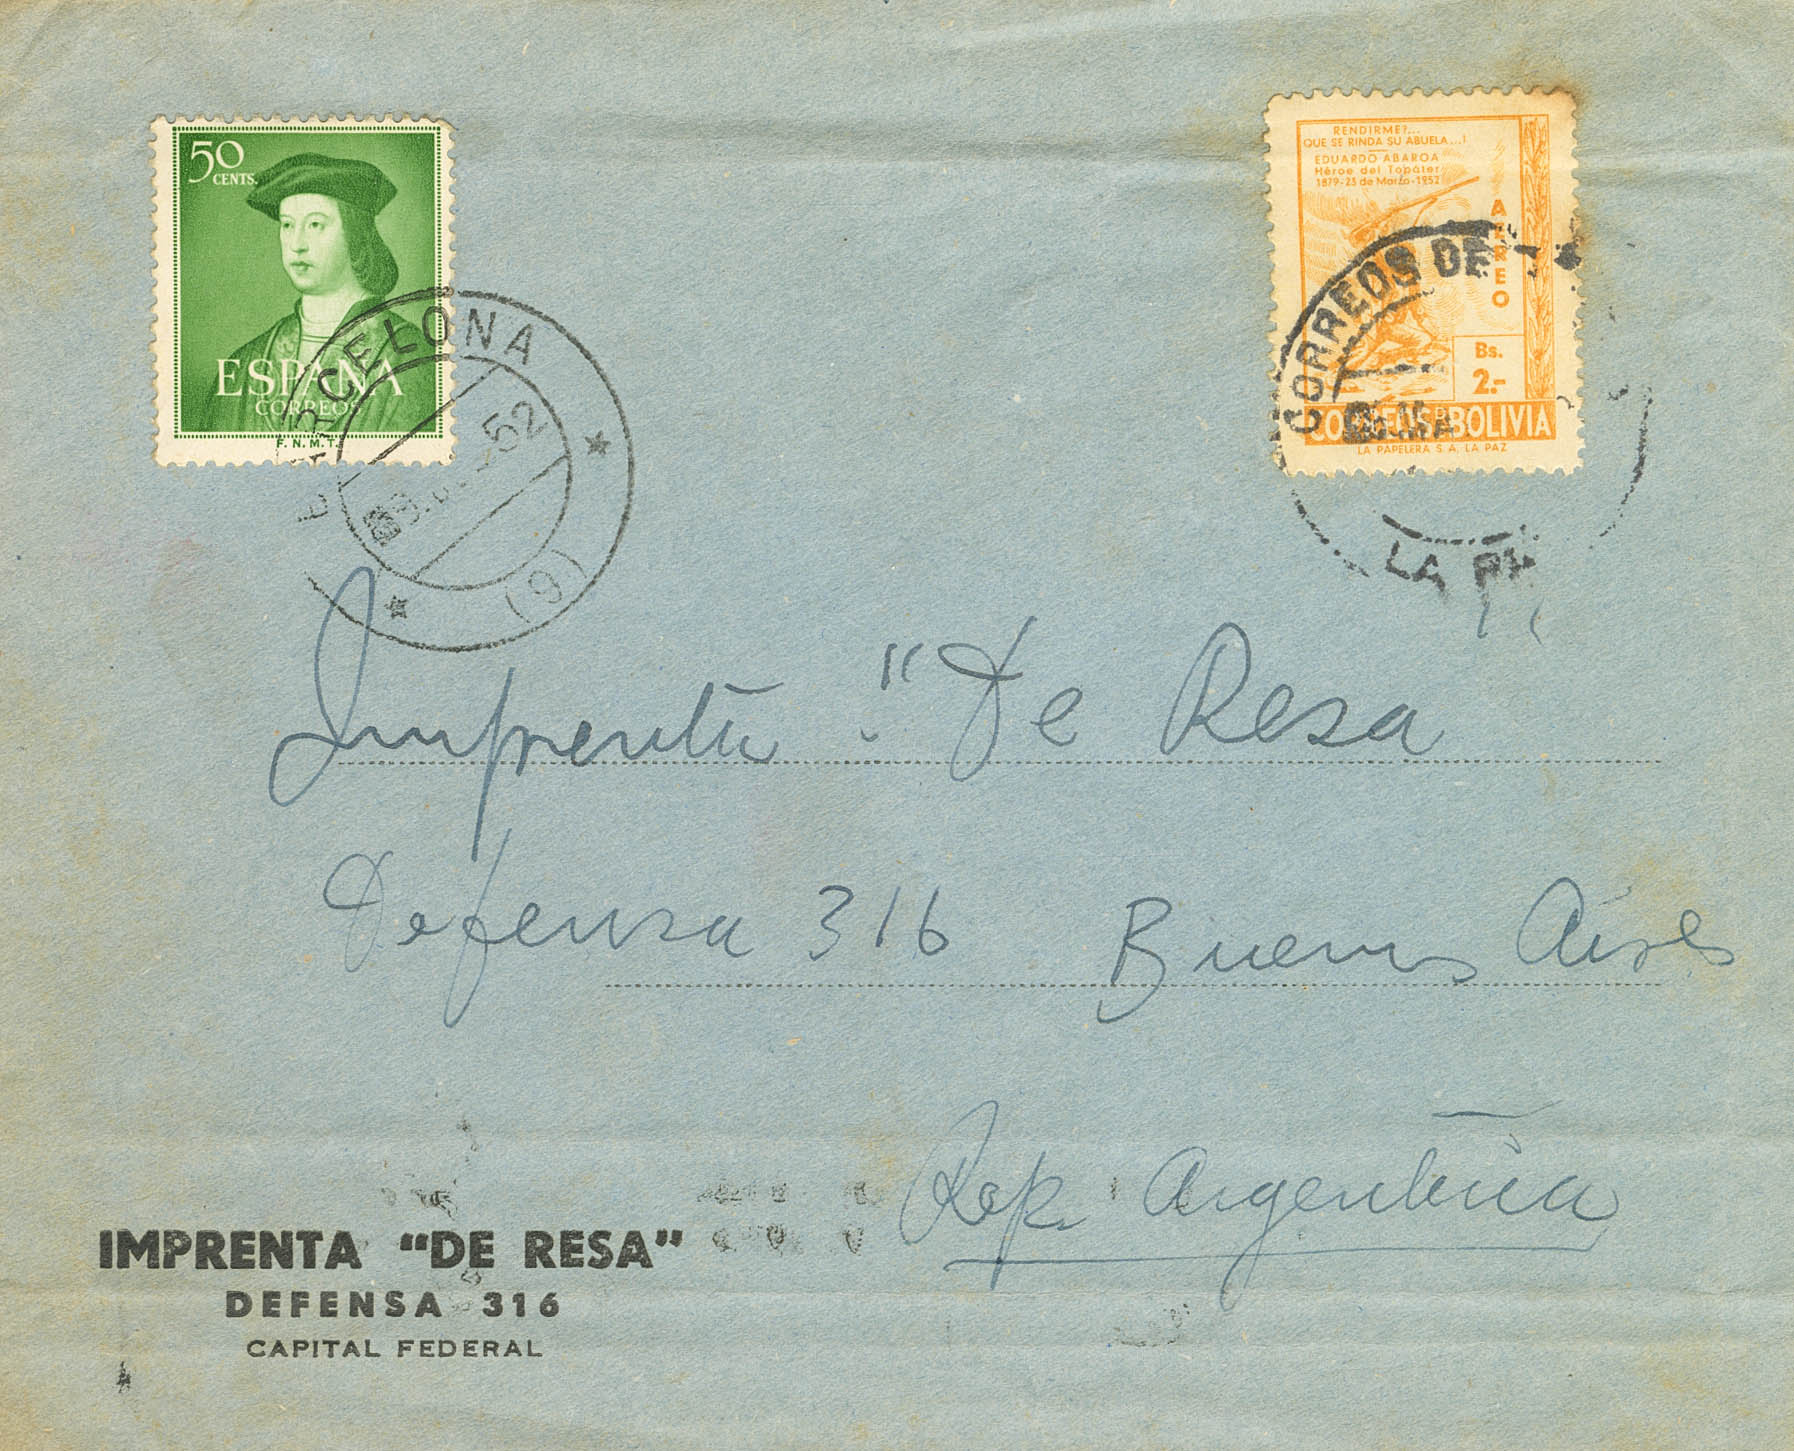 50
CENTS.
ESPAÑA
CORREOS
F. N. M. T.
BARCELONA
52
(9)
RENDIRME?...
QUE SE RINDA SU ABUELA...!
EDUARDO ABAROA
Héroe del Topáter
1879-23 de Marzo-1952
AEREO
Bs.
2.-
CORREOS DE BOLIVIA
LA PAPELERA S. A. LA PAZ
CORREOS DE
LA
Imprenta "De Resa
Defensa 316 Buenos Aires
Rep. Argentina
IMPRENTA "DE RESA"
DEFENSA 316
CAPITAL FEDERAL